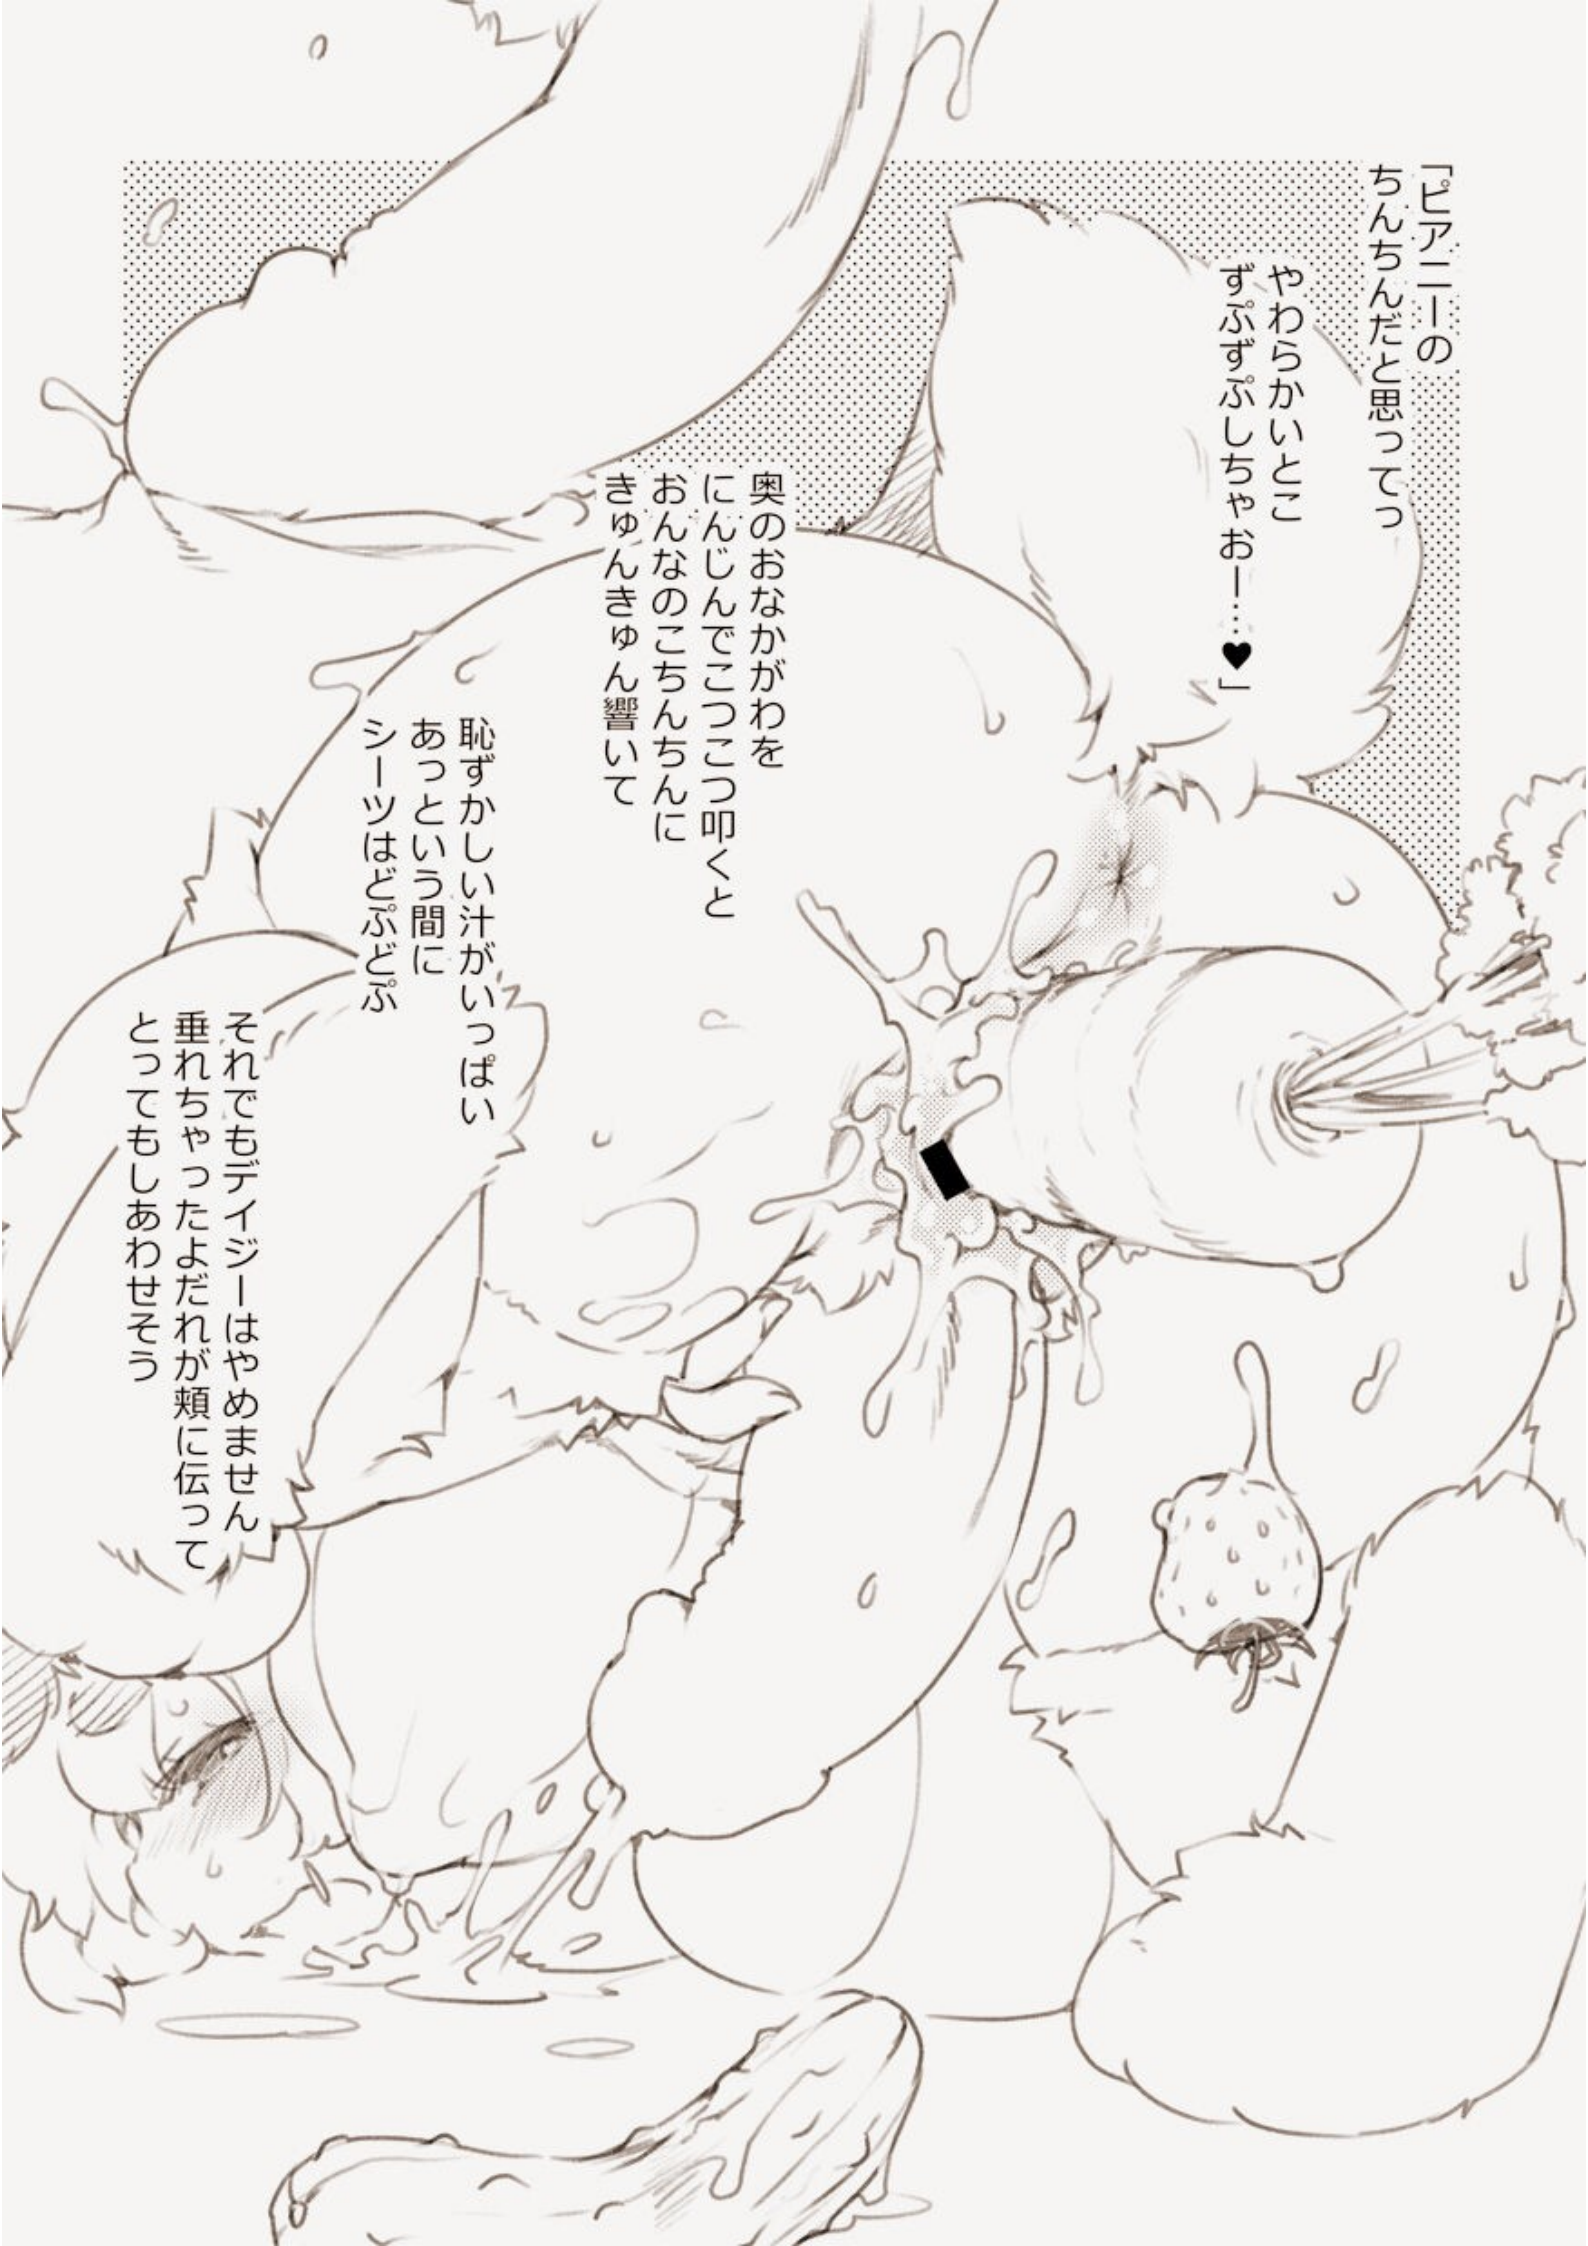 「ピアニーの
ちんちんだと思ってっ
やわらかいとこ
ずぷずぷしちゃおー…♥」
奥のおなかがわを
にんじんでこつこつ叩くと
おんなのこちんちんに
きゅんきゅん響いて
恥ずかしい汁がいっぱい
あっという間に
シーツはどぷどぷ
それでもデイジーはやめません
垂れちゃったよだれが頬に伝って
とってもしあわせそう